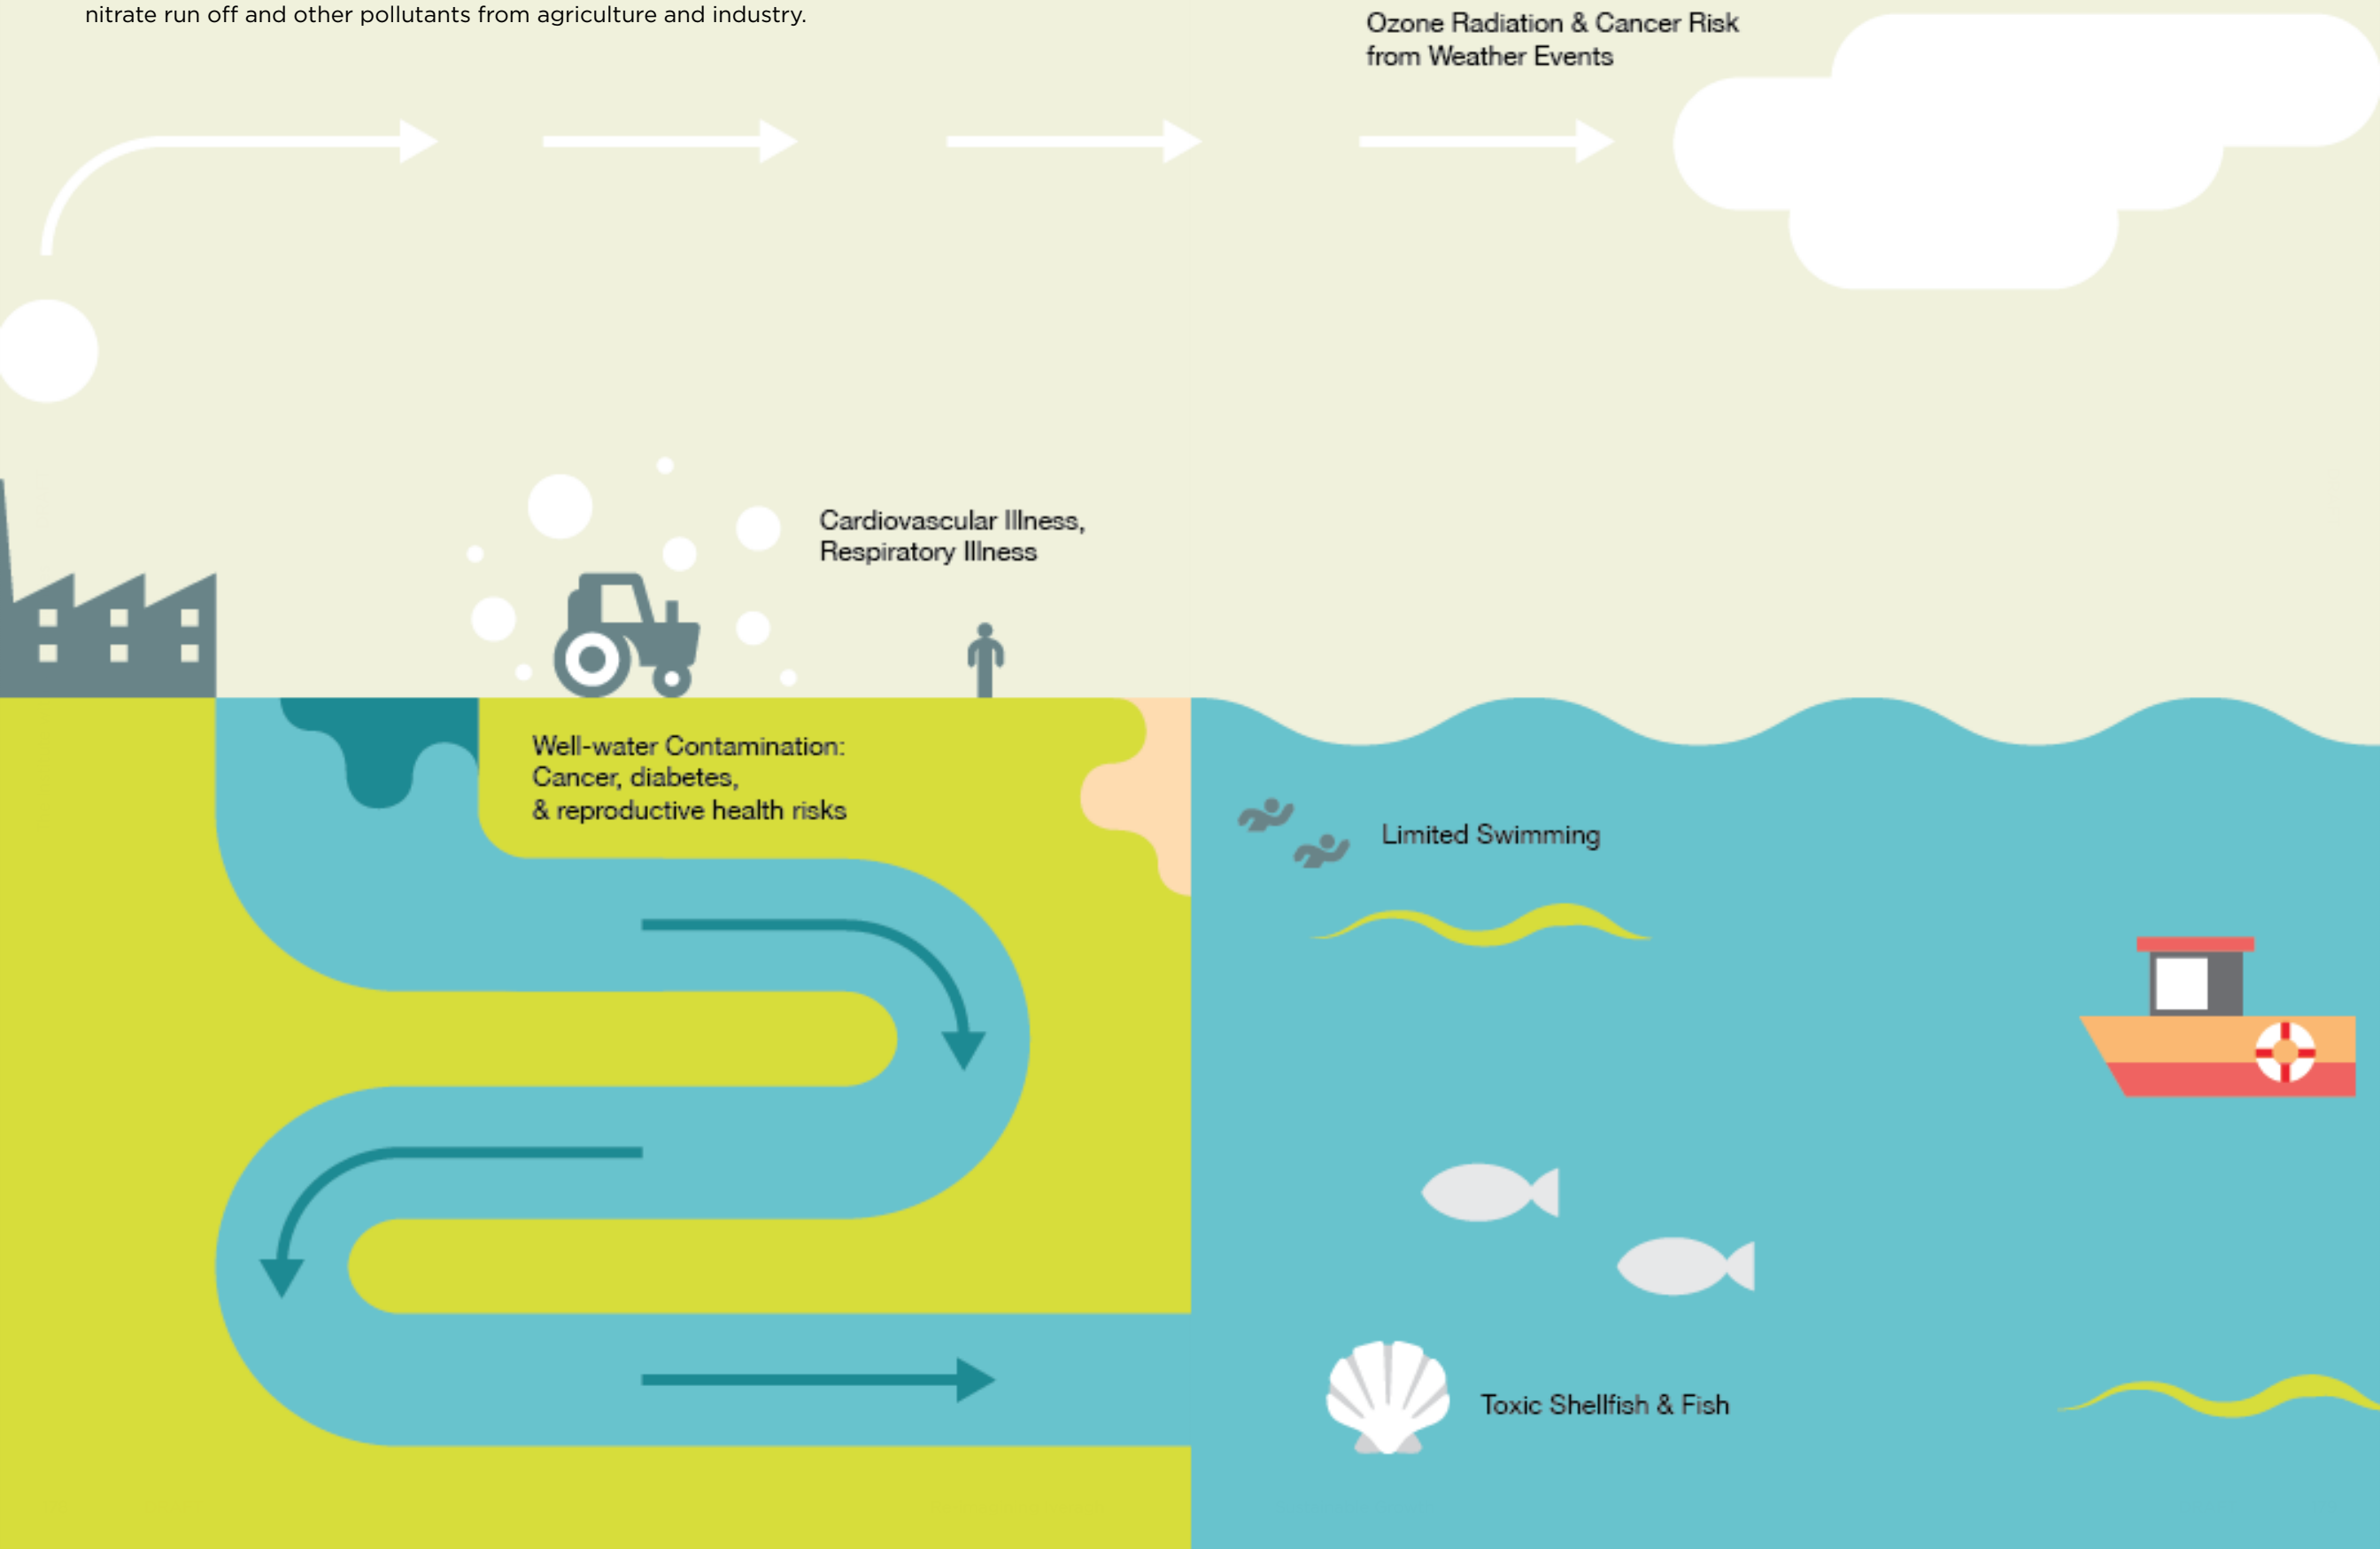 nitrate run off and other pollutants from agriculture and industry.
Ozone Radiation & Cancer Risk
from Weather Events
Cardiovascular Illness,
Respiratory Illness
Well-water Contamination:
Cancer, diabetes,
& reproductive health risks
Limited Swimming
Toxic Shellfish & Fish